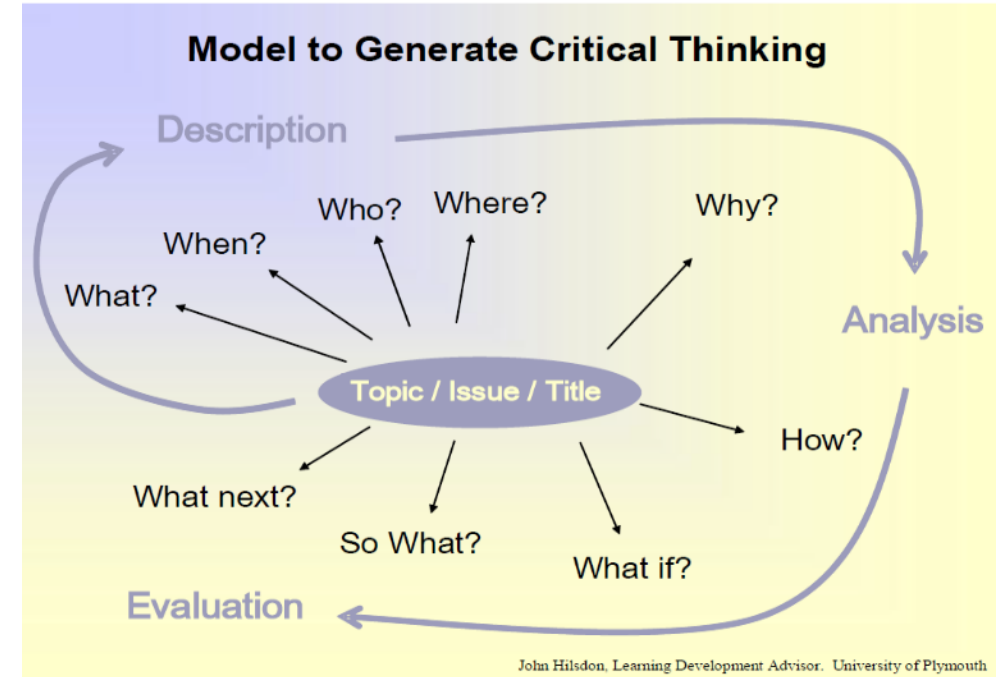 Model to Generate Critical Thinking
Description
Who?
Where?
Why?
When?
What?
Analysis
Topic / Issue / Title
How?
What next?
So What?
What if?
Evaluation
John Hilsdon, Learning Development Advisor. University of Plymouth